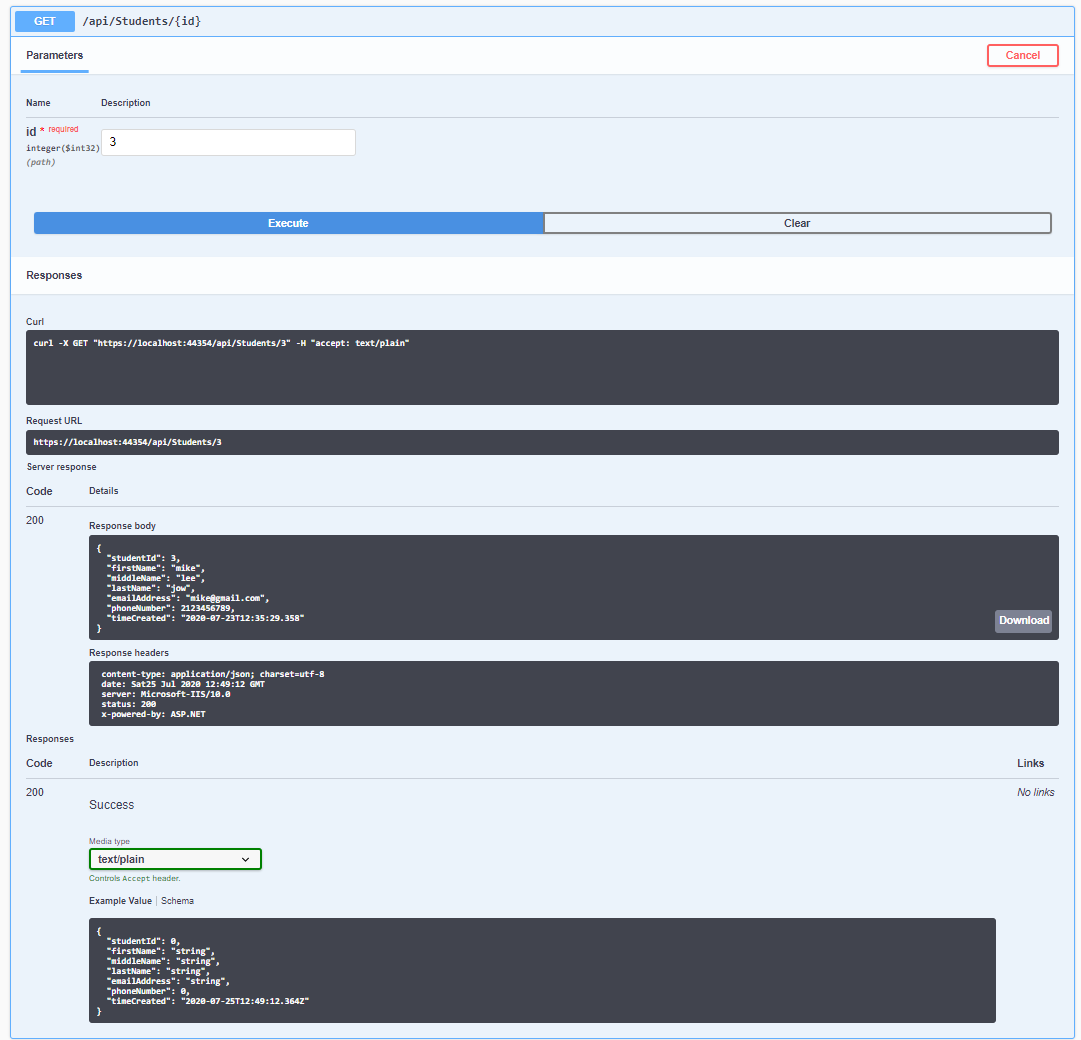 GET /api/Students/{id}
Parameters Cancel
Name Description
id * required
integer($int32)
(path)
3
Execute Clear
Responses
Curl
curl -X GET "https://localhost:44354/api/Students/3" -H "accept: text/plain"
Request URL
https://localhost:44354/api/Students/3
Server response
Code Details
200
Response body
{
  "studentId": 3,
  "firstName": "mike",
  "middleName": "lee",
  "lastName": "jow",
  "emailAddress": "mike@gmail.com",
  "phoneNumber": 2123456789,
  "timeCreated": "2020-07-23T12:35:29.358"
}
Download
Response headers
content-type: application/json; charset=utf-8
date: Sat25 Jul 2020 12:49:12 GMT
server: Microsoft-IIS/10.0
status: 200
x-powered-by: ASP.NET
Responses
Code Description Links
200
Success
No links
Media type
text/plain
Controls Accept header.
Example Value | Schema
{
  "studentId": 0,
  "firstName": "string",
  "middleName": "string",
  "lastName": "string",
  "emailAddress": "string",
  "phoneNumber": 0,
  "timeCreated": "2020-07-25T12:49:12.364Z"
}